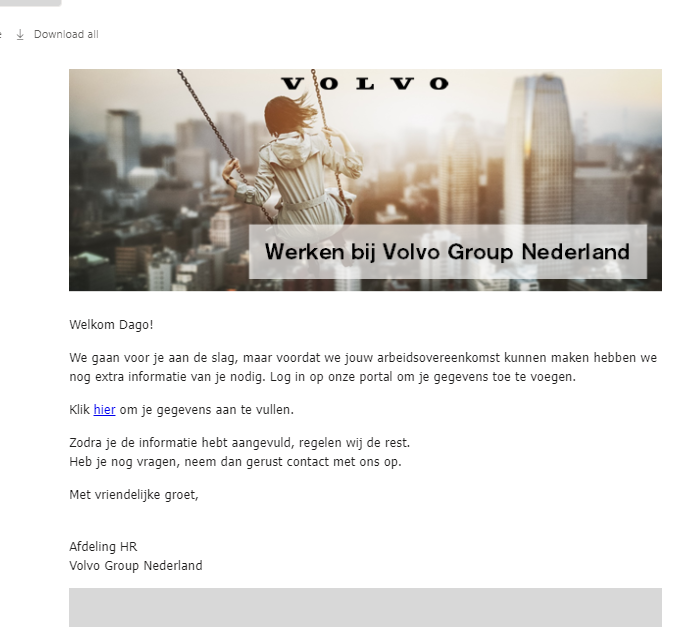 Download all
VOLVO
Werken bij Volvo Group Nederland
Welkom Dago!
We gaan voor je aan de slag, maar voordat we jouw arbeidsovereenkomst kunnen maken hebben we
nog extra informatie van je nodig. Log in op onze portal om je gegevens toe te voegen.
Klik hier om je gegevens aan te vullen.
Zodra je de informatie hebt aangevuld, regelen wij de rest.
Heb je nog vragen, neem dan gerust contact met ons op.
Met vriendelijke groet,
Afdeling HR
Volvo Group Nederland